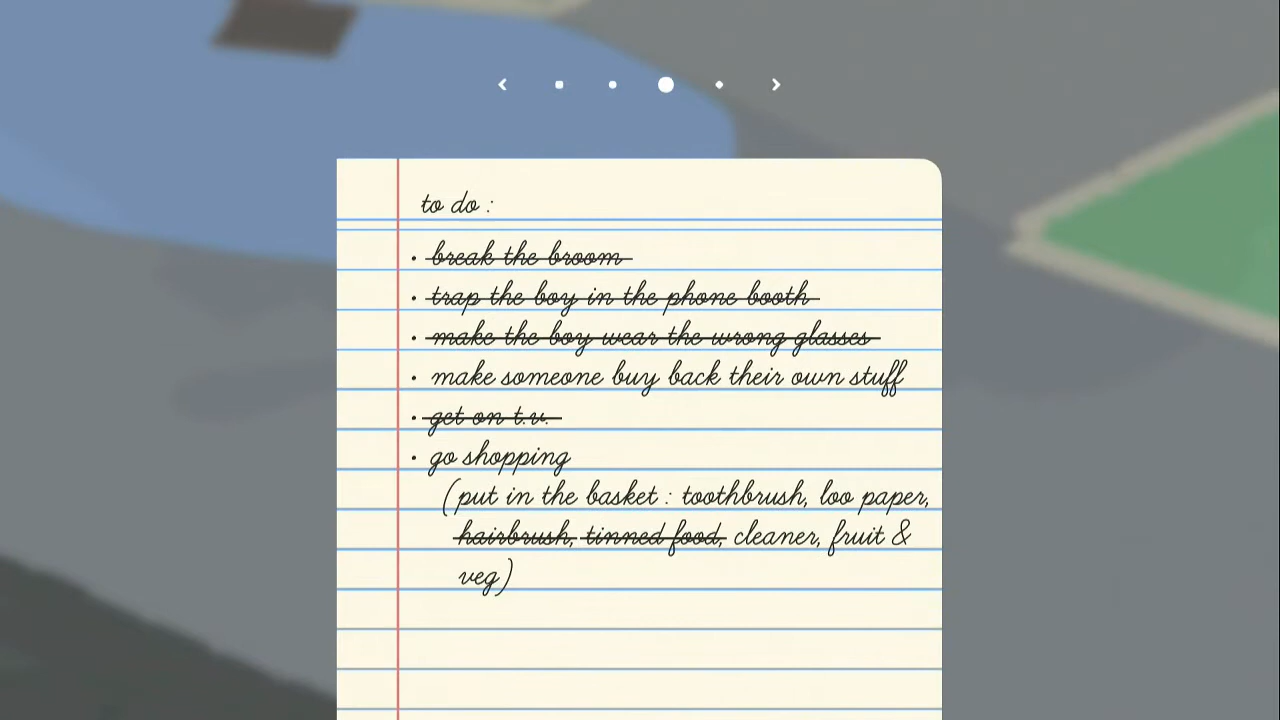 to do :
• break the broom
• trap the boy in the phone booth
• make the boy wear the wrong glasses
• make someone buy back their own stuff
• get on t.v.
• go shopping
(put in the basket : toothbrush, loo paper,
hairbrush, tinned food, cleaner, fruit &
veg)